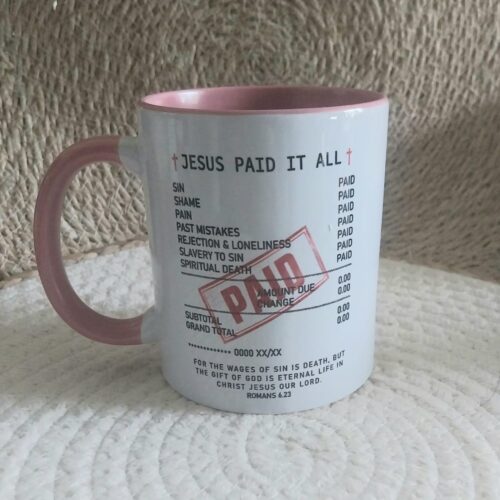 † JESUS PAID IT ALL †
SIN PAID
SHAME PAID
PAIN PAID
PAST MISTAKES PAID
REJECTION & LONELINESS PAID
SLAVERY TO SIN PAID
SPIRITUAL DEATH PAID
PAID
AMOUNT DUE 0.00
CHANGE 0.00
SUBTOTAL 0.00
GRAND TOTAL 0.00
************* 0000 XX/XX
FOR THE WAGES OF SIN IS DEATH, BUT
THE GIFT OF GOD IS ETERNAL LIFE IN
CHRIST JESUS OUR LORD.
ROMANS 6.23